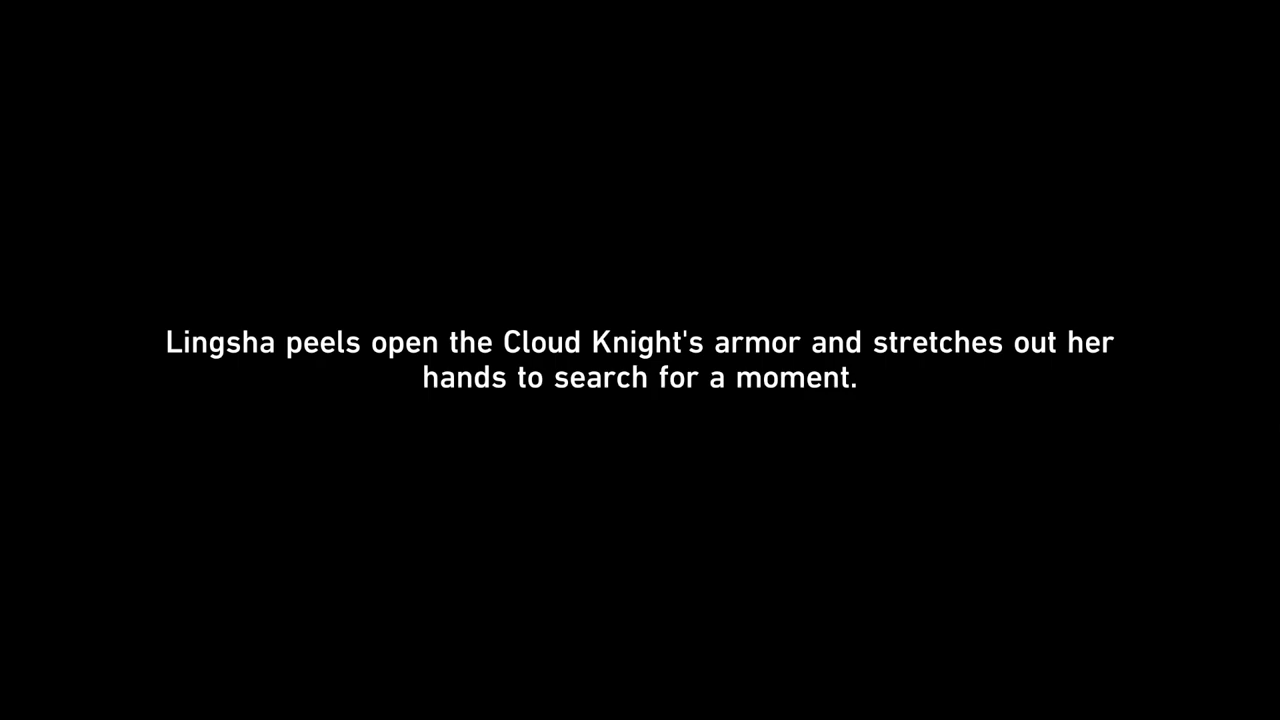 Lingsha peels open the Cloud Knight's armor and stretches out her
hands to search for a moment.